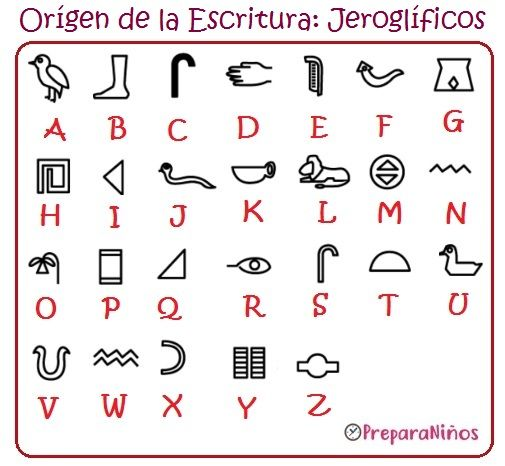 Orígen de la Escritura: Jeroglíficos
A B C D E F G
H I J K L M N
O P Q R S T U
V W X Y Z
PreparaNiños